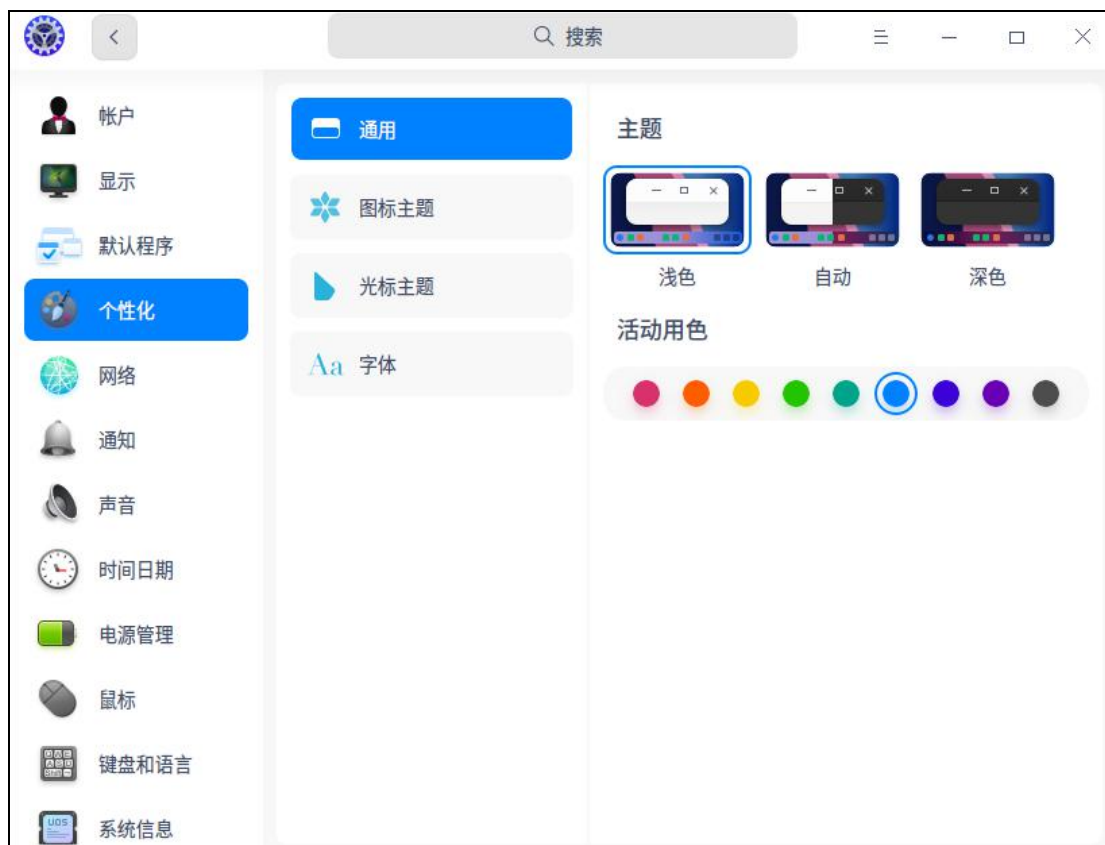 搜索
帐户
显示
默认程序
个性化
网络
通知
声音
时间日期
电源管理
鼠标
键盘和语言
系统信息
UOS
通用
图标主题
光标主题
Aa 字体
主题
浅色 自动 深色
活动用色